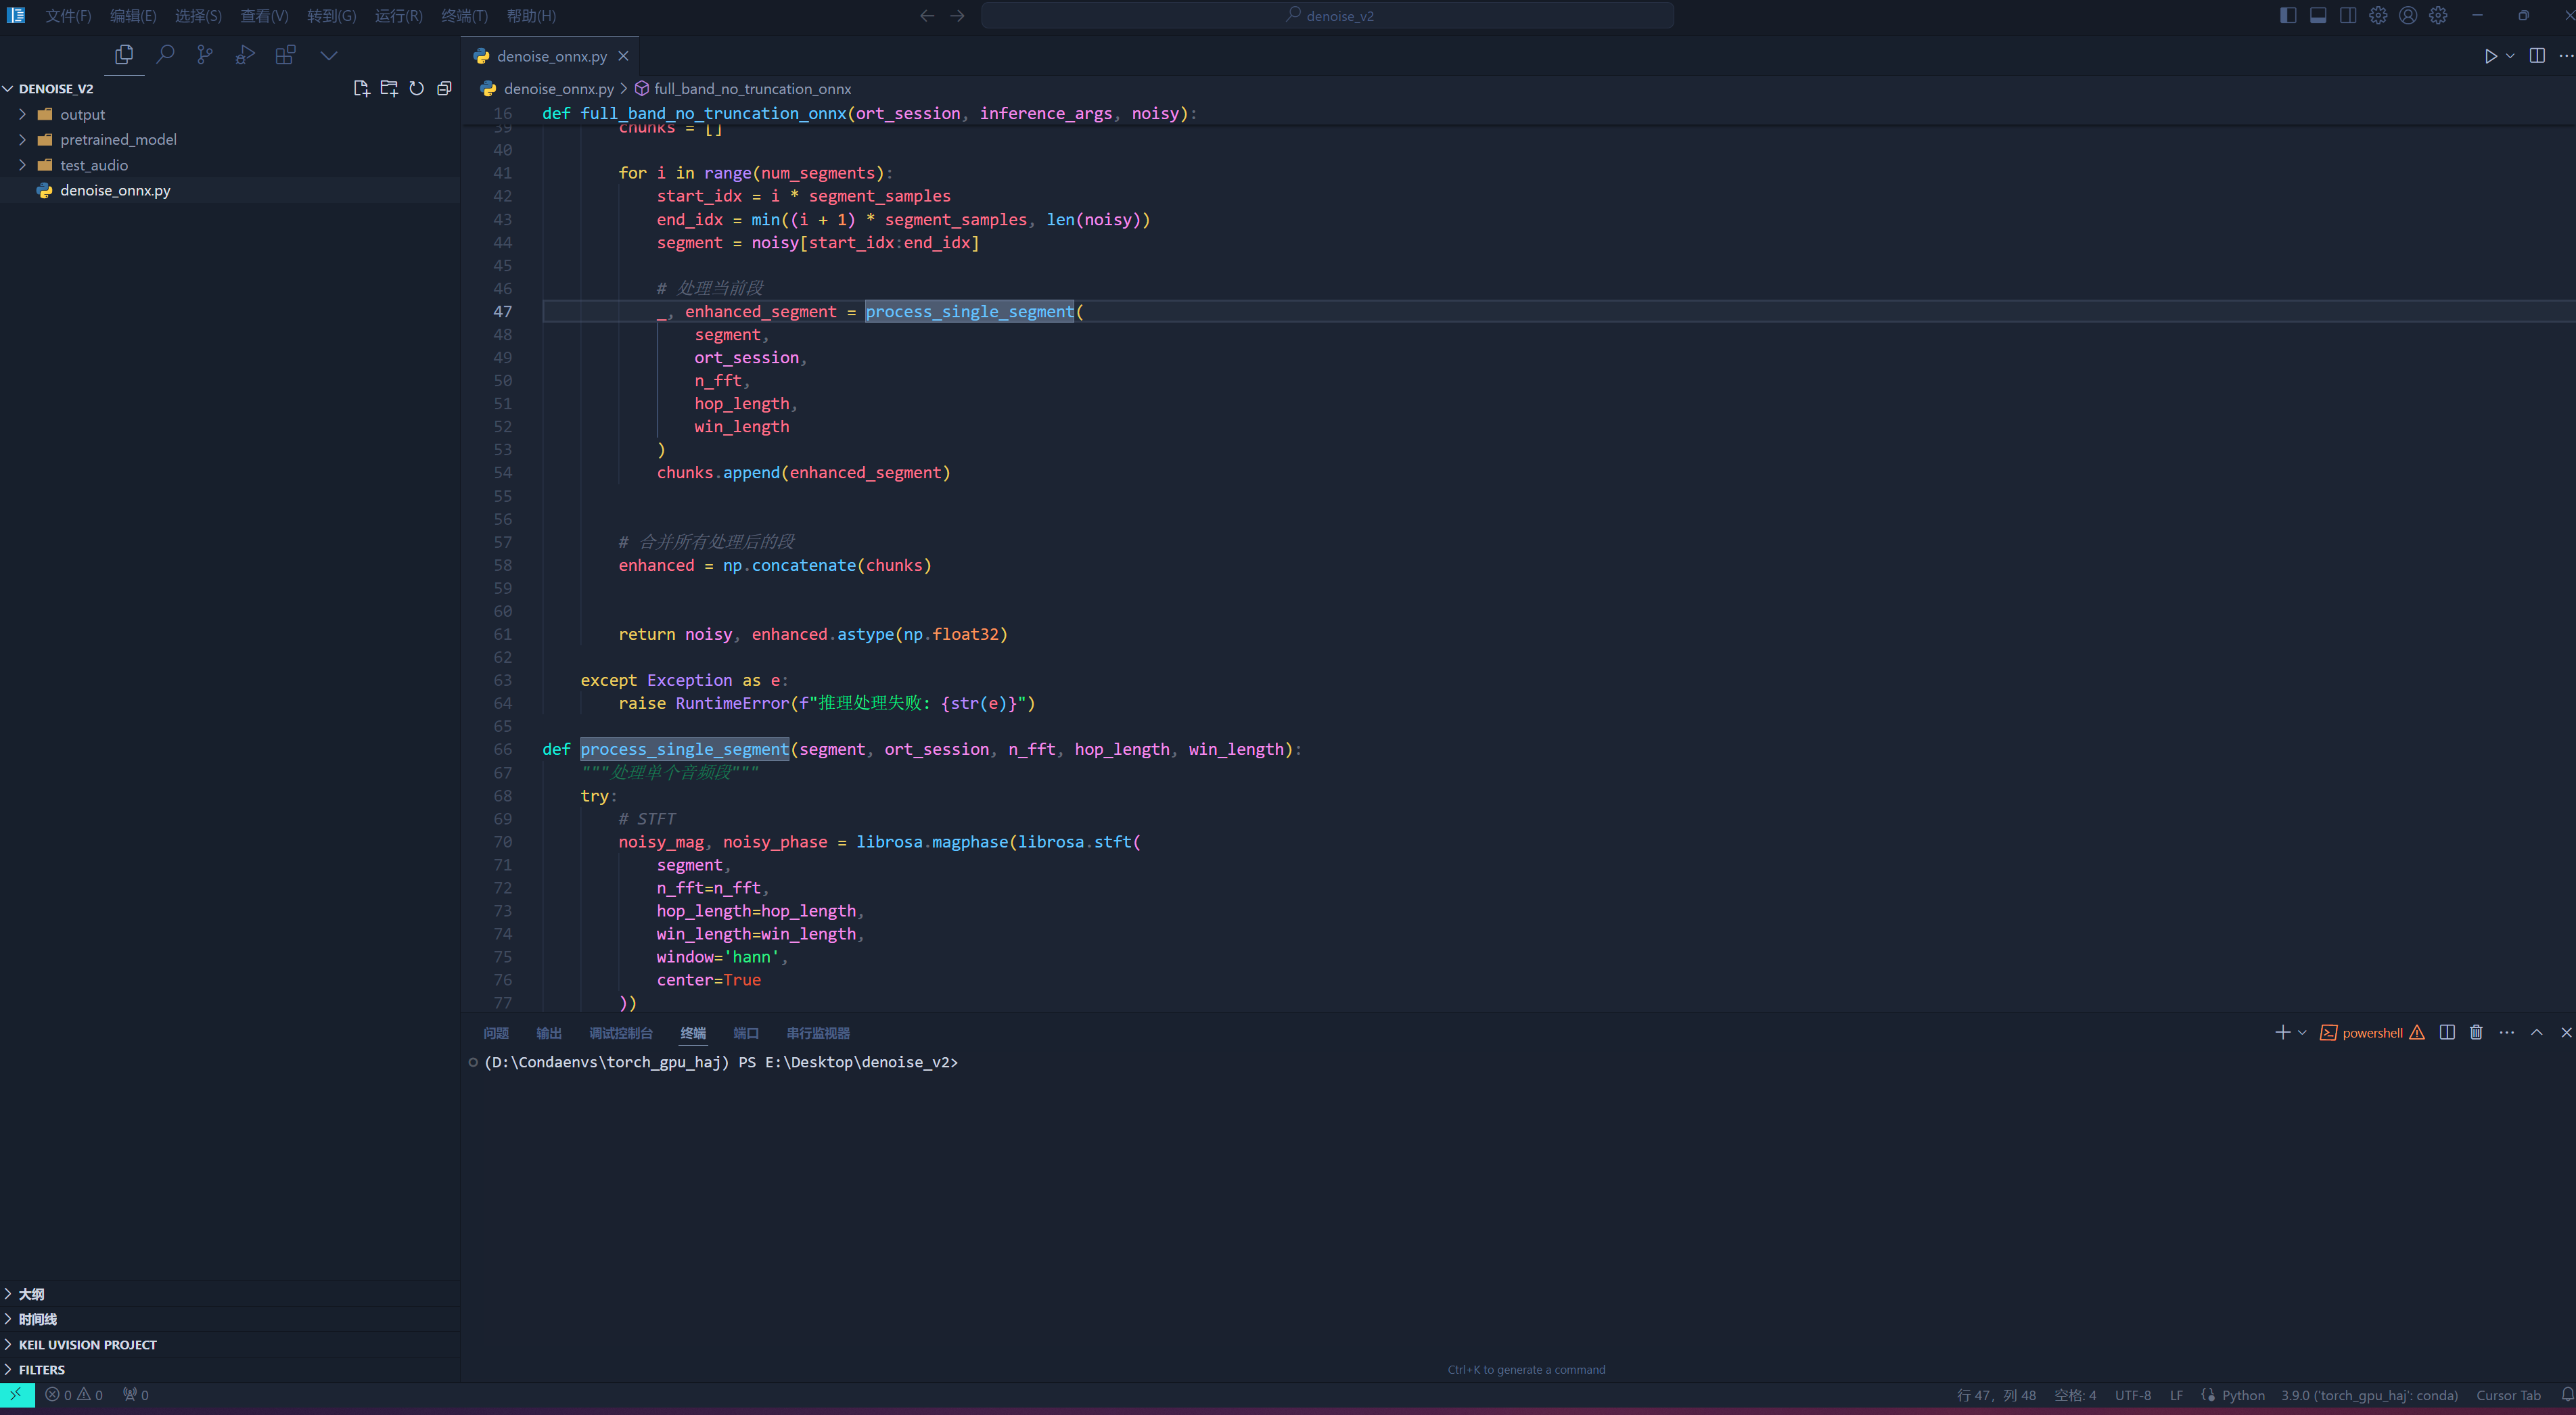 文件(F) 编辑(E) 选择(S) 查看(V) 转到(G) 运行(R) 终端(T) 帮助(H)
denoise_v2
DENOISE_V2
output
pretrained_model
test_audio
denoise_onnx.py
大纲
时间线
KEIL UVISION PROJECT
FILTERS
denoise_onnx.py
denoise_onnx.py > full_band_no_truncation_onnx
16 def full_band_no_truncation_onnx(ort_session, inference_args, noisy):
39 chunks = []
40
41 for i in range(num_segments):
42 start_idx = i * segment_samples
43 end_idx = min((i + 1) * segment_samples, len(noisy))
44 segment = noisy[start_idx:end_idx]
45
46 # 处理当前段
47 _, enhanced_segment = process_single_segment(
48 segment,
49 ort_session,
50 n_fft,
51 hop_length,
52 win_length
53 )
54 chunks.append(enhanced_segment)
55
56
57 # 合并所有处理后的段
58 enhanced = np.concatenate(chunks)
59
60
61 return noisy, enhanced.astype(np.float32)
62
63 except Exception as e:
64 raise RuntimeError(f"推理处理失败: {str(e)}")
65
66 def process_single_segment(segment, ort_session, n_fft, hop_length, win_length):
67 """处理单个音频段"""
68 try:
69 # STFT
70 noisy_mag, noisy_phase = librosa.magphase(librosa.stft(
71 segment,
72 n_fft=n_fft,
73 hop_length=hop_length,
74 win_length=win_length,
75 window='hann',
76 center=True
77 ))
问题 输出 调试控制台 终端 端口 串行监视器
powershell
(D:\Condaenvs\torch_gpu_haj) PS E:\Desktop\denoise_v2>
Ctrl+K to generate a command
0 0 0
行 47，列 48 空格: 4 UTF-8 LF Python 3.9.0 ('torch_gpu_haj': conda) Cursor Tab